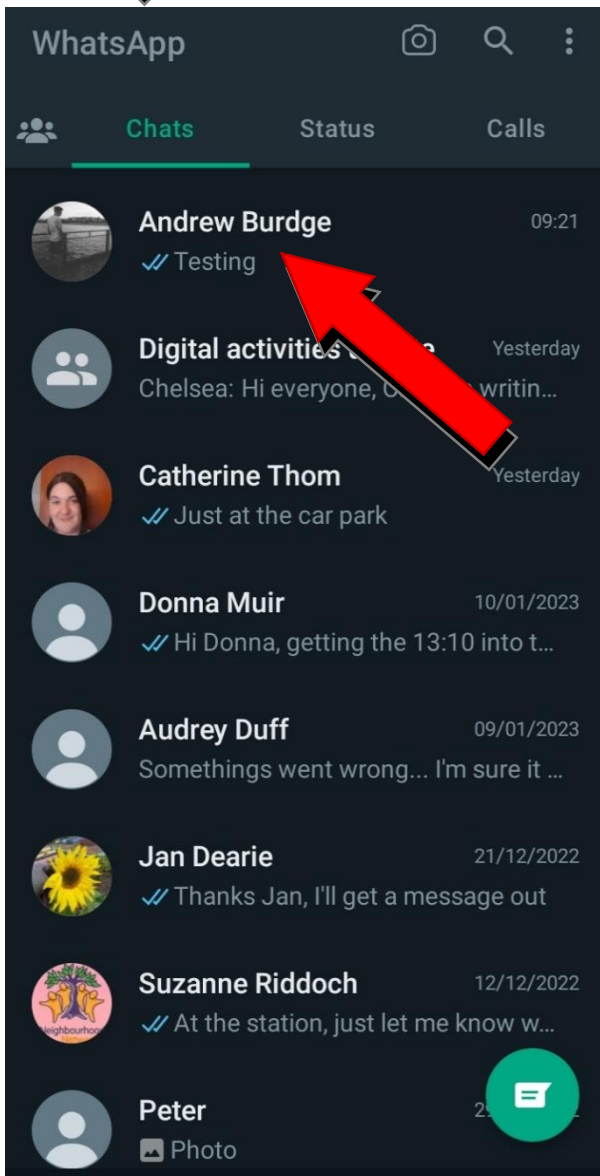 WhatsApp
Chats Status Calls
Andrew Burdge 09:21
Testing
Digital activities Yesterday
Chelsea: Hi everyone, writin...
Catherine Thom Yesterday
Just at the car park
Donna Muir 10/01/2023
Hi Donna, getting the 13:10 into t...
Audrey Duff 09/01/2023
Somethings went wrong... I'm sure it ...
Jan Dearie 21/12/2022
Thanks Jan, I'll get a message out
Suzanne Riddoch 12/12/2022
Neighbourhood
At the station, just let me know w...
Peter
Photo